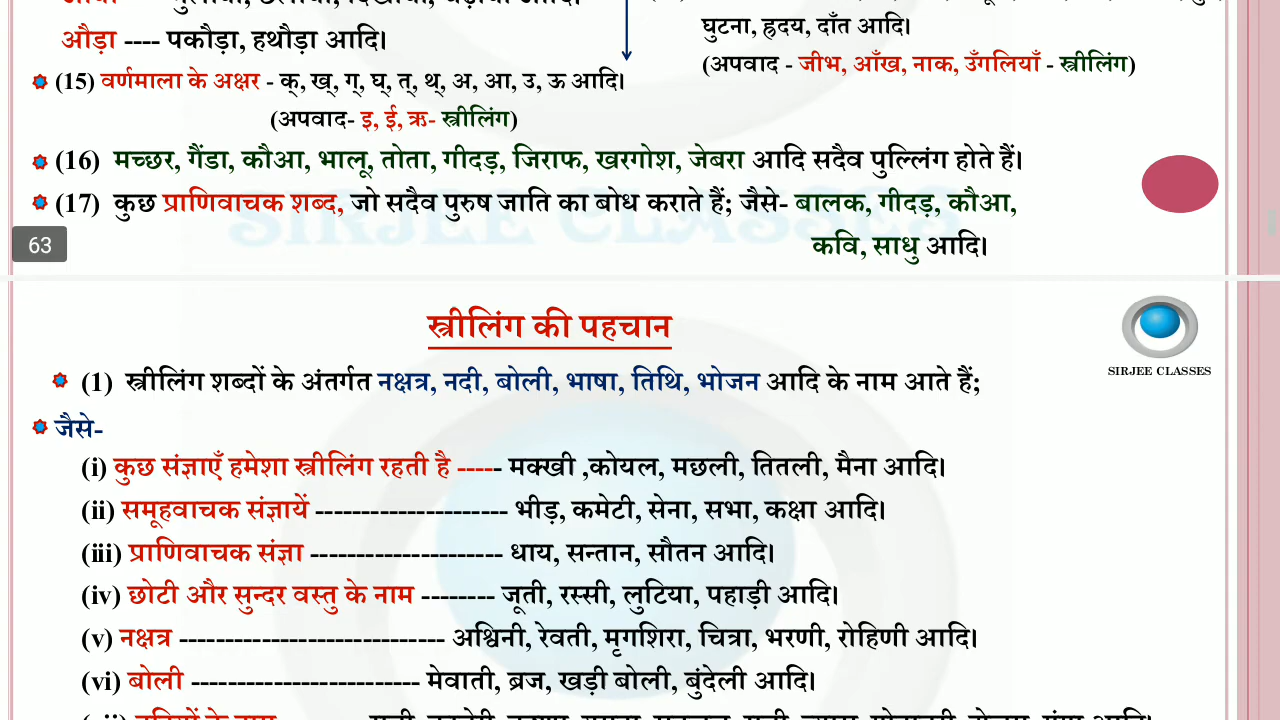 औड़ा ---- पकौड़ा, हथौड़ा आदि।
घुटना, हृदय, दाँत आदि।
(अपवाद - जीभ, आँख, नाक, उँगलियाँ - स्त्रीलिंग)
(15) वर्णमाला के अक्षर - क्, ख्, ग्, घ्, त्, थ्, अ, आ, उ, ऊ आदि।
(अपवाद- इ, ई, ऋ- स्त्रीलिंग)
(16) मच्छर, गैंडा, कौआ, भालू, तोता, गीदड़, जिराफ, खरगोश, जेबरा आदि सदैव पुल्लिंग होते हैं।
(17) कुछ प्राणिवाचक शब्द, जो सदैव पुरुष जाति का बोध कराते हैं; जैसे- बालक, गीदड़, कौआ,
कवि, साधु आदि।
SIRJEE CLASSES
63
स्त्रीलिंग की पहचान
SIRJEE CLASSES
(1) स्त्रीलिंग शब्दों के अंतर्गत नक्षत्र, नदी, बोली, भाषा, तिथि, भोजन आदि के नाम आते हैं;
जैसे-
(i) कुछ संज्ञाएँ हमेशा स्त्रीलिंग रहती है ----- मक्खी ,कोयल, मछली, तितली, मैना आदि।
(ii) समूहवाचक संज्ञायें --------------------- भीड़, कमेटी, सेना, सभा, कक्षा आदि।
(iii) प्राणिवाचक संज्ञा --------------------- धाय, सन्तान, सौतन आदि।
(iv) छोटी और सुन्दर वस्तु के नाम -------- जूती, रस्सी, लुटिया, पहाड़ी आदि।
(v) नक्षत्र ----------------------------- अश्विनी, रेवती, मृगशिरा, चित्रा, भरणी, रोहिणी आदि।
(vi) बोली ------------------------- मेवाती, ब्रज, खड़ी बोली, बुंदेली आदि।